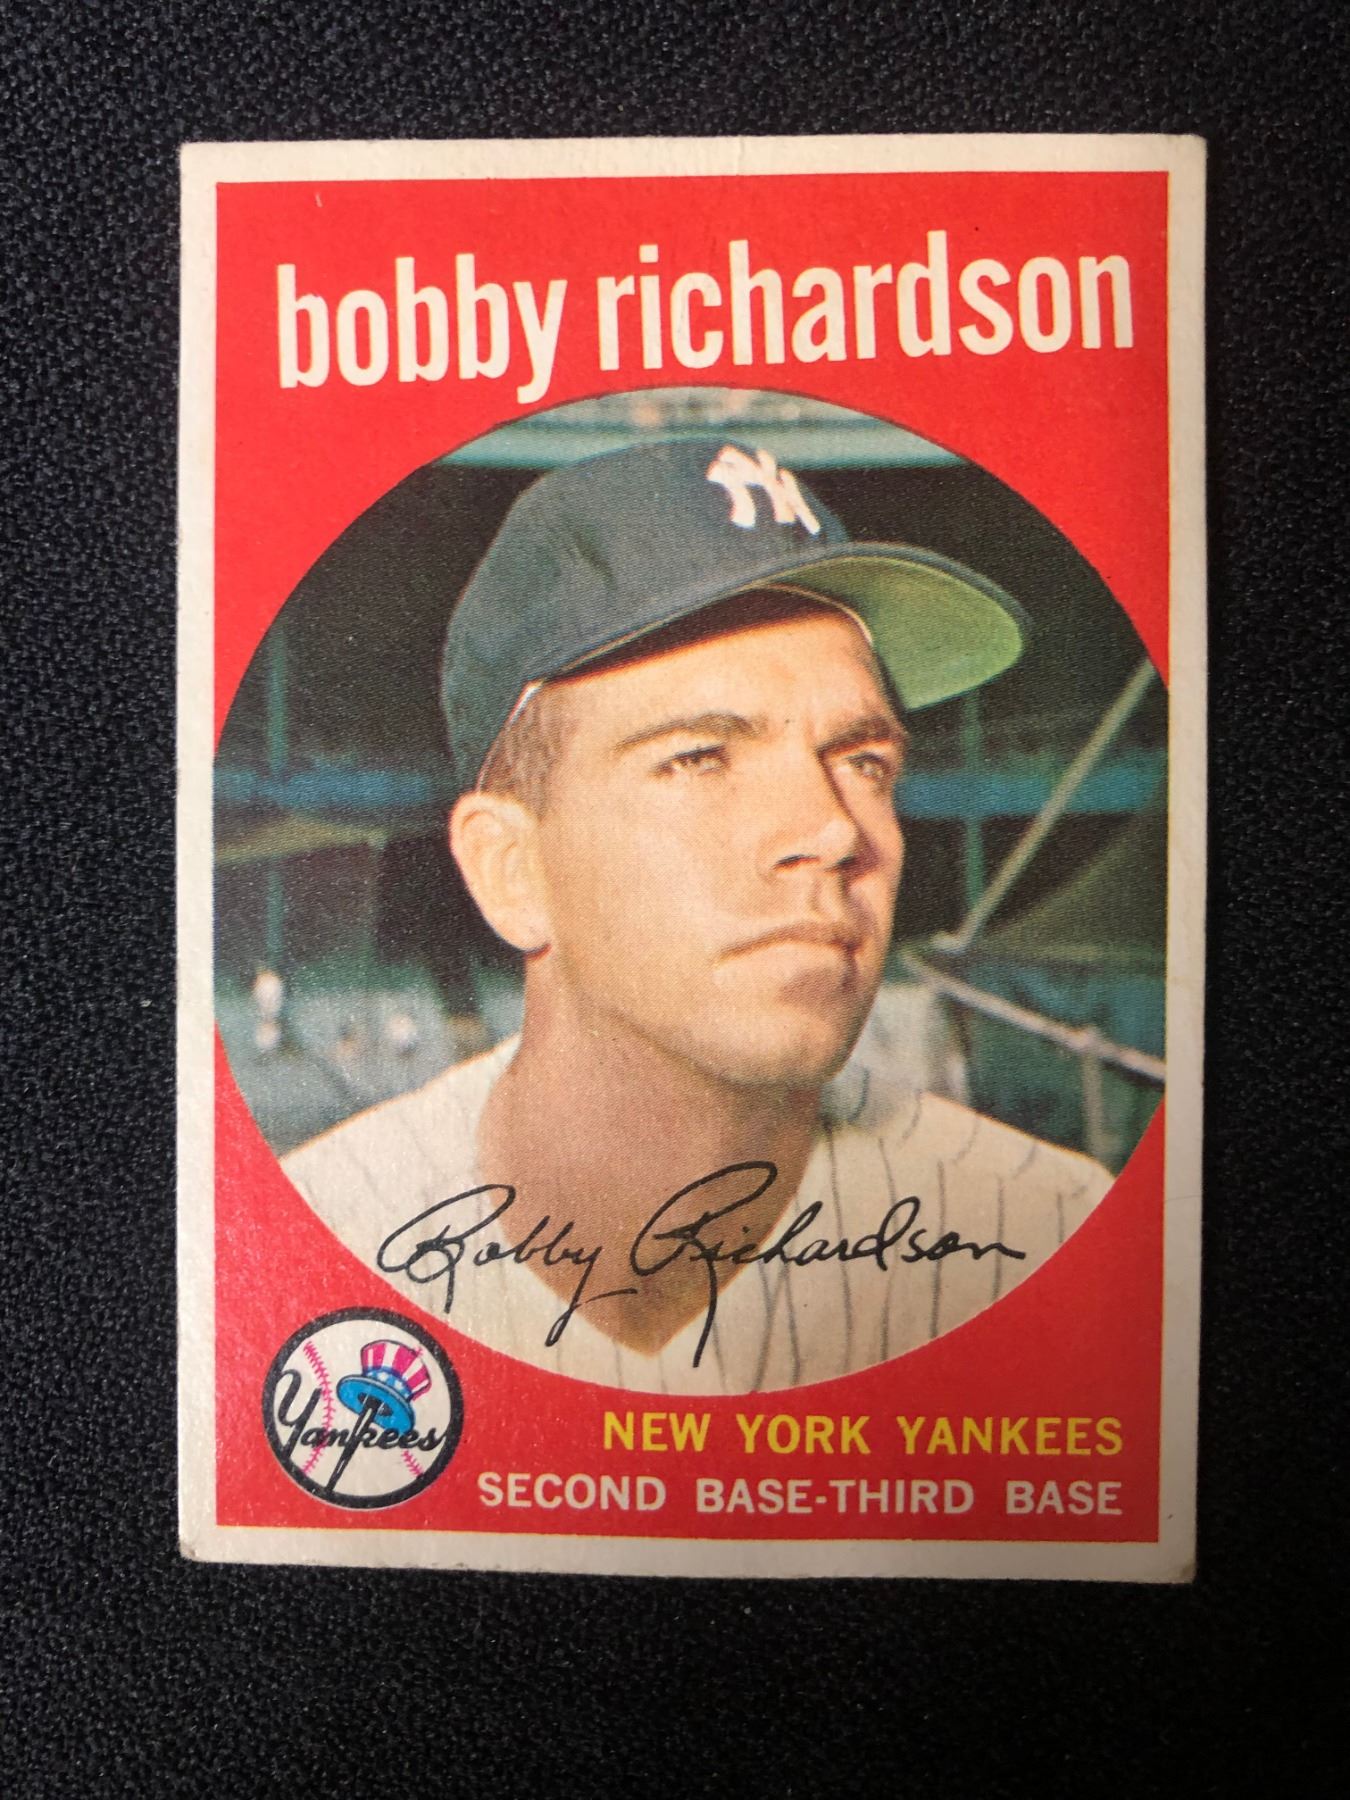 bobby richardson
NY
Bobby Richardson
Yankees
NEW YORK YANKEES
SECOND BASE-THIRD BASE